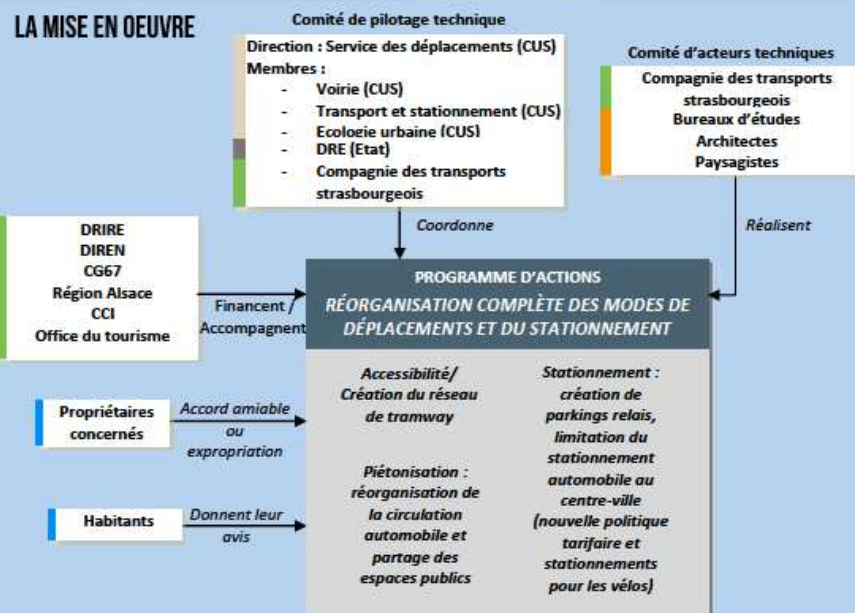 LA MISE EN OEUVRE
Comité de pilotage technique
Direction : Service des déplacements (CUS)
Membres :
- Voirie (CUS)
- Transport et stationnement (CUS)
- Ecologie urbaine (CUS)
- DRE (Etat)
- Compagnie des transports
strasbourgeois
Comité d'acteurs techniques
Compagnie des transports
strasbourgeois
Bureaux d'études
Architectes
Paysagistes
Coordonne
Réalisent
DRIRE
DIREN
CG67
Région Alsace
CCI
Office du tourisme
Financent /
Accompagnent
PROGRAMME D'ACTIONS
RÉORGANISATION COMPLÈTE DES MODES DE
DÉPLACEMENTS ET DU STATIONNEMENT
Propriétaires
concernés
Accord amiable
ou
expropriation
Habitants
Donnent leur
avis
Accessibilité/
Création du réseau
de tramway
Piétonisation :
réorganisation de
la circulation
automobile et
partage des
espaces publics
Stationnement :
création de
parkings relais,
limitation du
stationnement
automobile au
centre-ville
(nouvelle politique
tarifaire et
stationnements
pour les vélos)